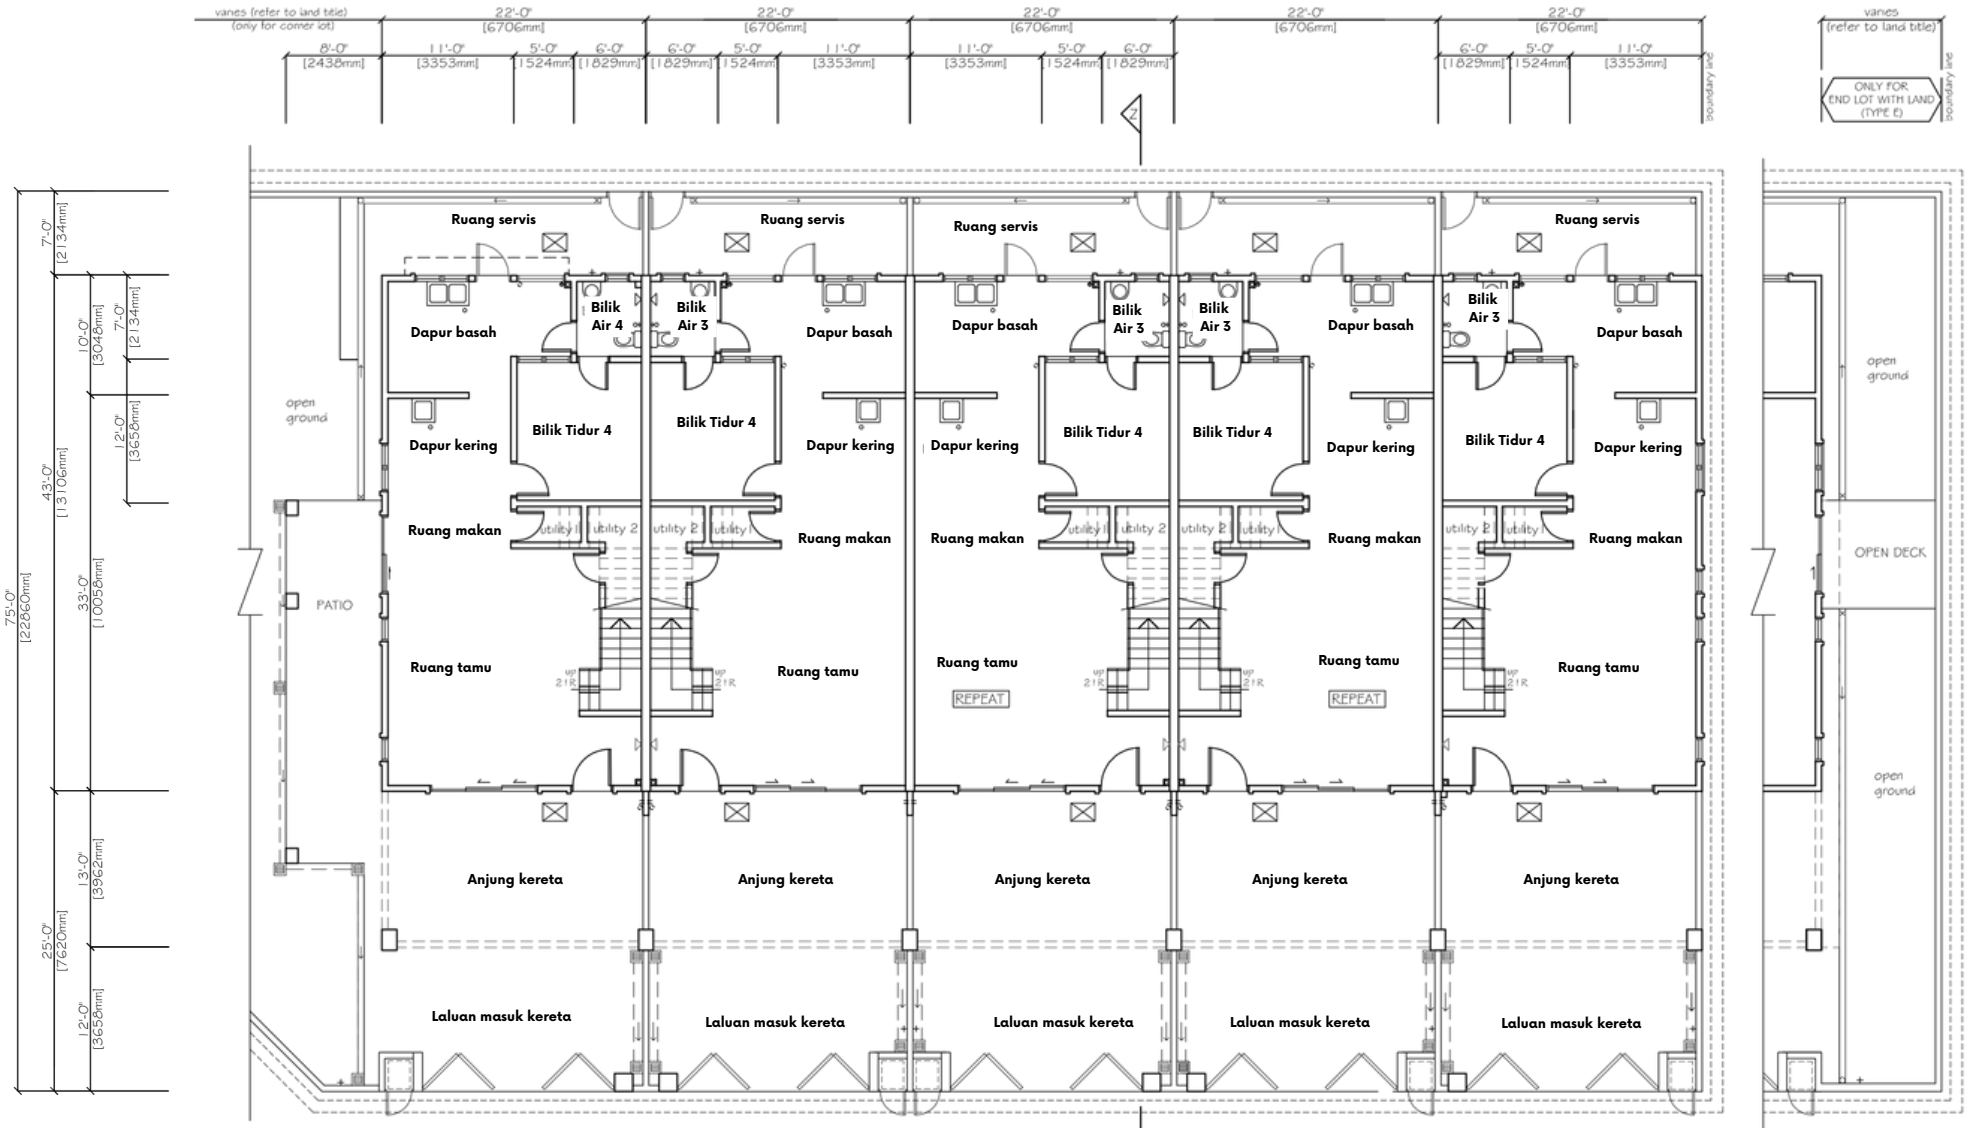 varies (refer to land title)
(only for corner lot)
22'-0"
[6706mm]
22'-0"
[6706mm]
22'-0"
[6706mm]
22'-0"
[6706mm]
22'-0"
[6706mm]
varies
(refer to land title)
8'-0"
[2438mm]
11'-0"
[3353mm]
5'-0"
[1524mm]
6'-0"
[1829mm]
6'-0"
[1829mm]
5'-0"
[1524mm]
11'-0"
[3353mm]
11'-0"
[3353mm]
5'-0"
[1524mm]
6'-0"
[1829mm]
6'-0"
[1829mm]
5'-0"
[1524mm]
11'-0"
[3353mm]
boundary line
boundary line
ONLY FOR
END LOT WITH LAND
(TYPE E)
Z
Ruang servis
Ruang servis
Ruang servis
Ruang servis
7'-0"
[2134mm]
10'-0"
[3048mm]
7'-0"
[2134mm]
Bilik
Air 4
Bilik
Air 3
Bilik
Air 3
Bilik
Air 3
Bilik
Air 3
Dapur basah
Dapur basah
Dapur basah
Dapur basah
Dapur basah
open
ground
open
ground
12'-0"
[3658mm]
43'-0"
[13106mm]
Bilik Tidur 4
Bilik Tidur 4
Bilik Tidur 4
Bilik Tidur 4
Bilik Tidur 4
Dapur kering
Dapur kering
Dapur kering
Dapur kering
Dapur kering
utility 1
utility 2
utility 2
utility 1
utility 1
utility 2
utility 2
utility 1
utility 2
utility 1
Ruang makan
Ruang makan
Ruang makan
Ruang makan
Ruang makan
OPEN DECK
75'-0"
[22860mm]
33'-0"
[10058mm]
PATIO
Ruang tamu
Ruang tamu
Ruang tamu
Ruang tamu
Ruang tamu
up
21R
up
21R
up
21R
up
21R
up
21R
REPEAT
REPEAT
open
ground
13'-0"
[3962mm]
25'-0"
[7620mm]
Anjung kereta
Anjung kereta
Anjung kereta
Anjung kereta
Anjung kereta
12'-0"
[3658mm]
Laluan masuk kereta
Laluan masuk kereta
Laluan masuk kereta
Laluan masuk kereta
Laluan masuk kereta